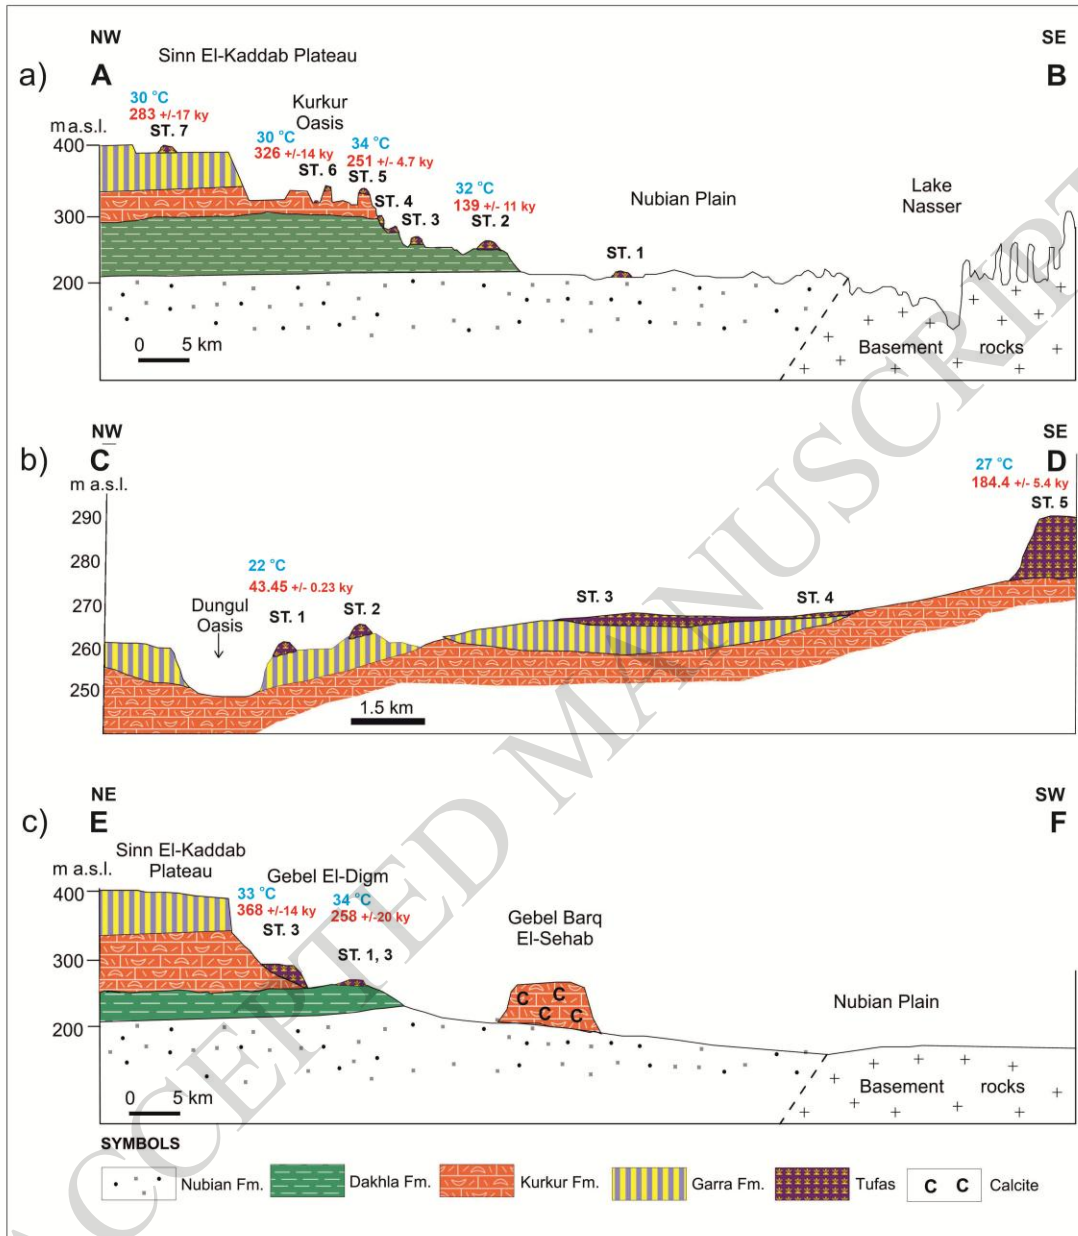 NW
SE
Sinn El-Kaddab Plateau
a)
A
B
30 °C
283 +/-17 ky
ST. 7
Kurkur
Oasis
30 °C
326 +/-14 ky
ST. 6
34 °C
251 +/- 4.7 ky
ST. 5
ST. 4
ST. 3
32 °C
139 +/- 11 ky
ST. 2
ST. 1
Nubian Plain
Lake
Nasser
m a.s.l.
400
300
200
0 5 km
Basement rocks
NW
SE
b)
C
D
m a.s.l.
290
280
270
260
250
Dungul
Oasis
22 °C
43.45 +/- 0.23 ky
ST. 1
ST. 2
ST. 3
ST. 4
27 °C
184.4 +/- 5.4 ky
ST. 5
1.5 km
NE
SW
c)
E
F
Sinn El-Kaddab
Plateau
m a.s.l.
400
300
200
Gebel El-Digm
33 °C
368 +/-14 ky
ST. 3
34 °C
258 +/-20 ky
ST. 1, 3
Gebel Barq
El-Sehab
C C
C C
Nubian Plain
0 5 km
Basement rocks
SYMBOLS
Nubian Fm.
Dakhla Fm.
Kurkur Fm.
Garra Fm.
Tufas
C C
Calcite
ACCEPTED MANUSCRIPT